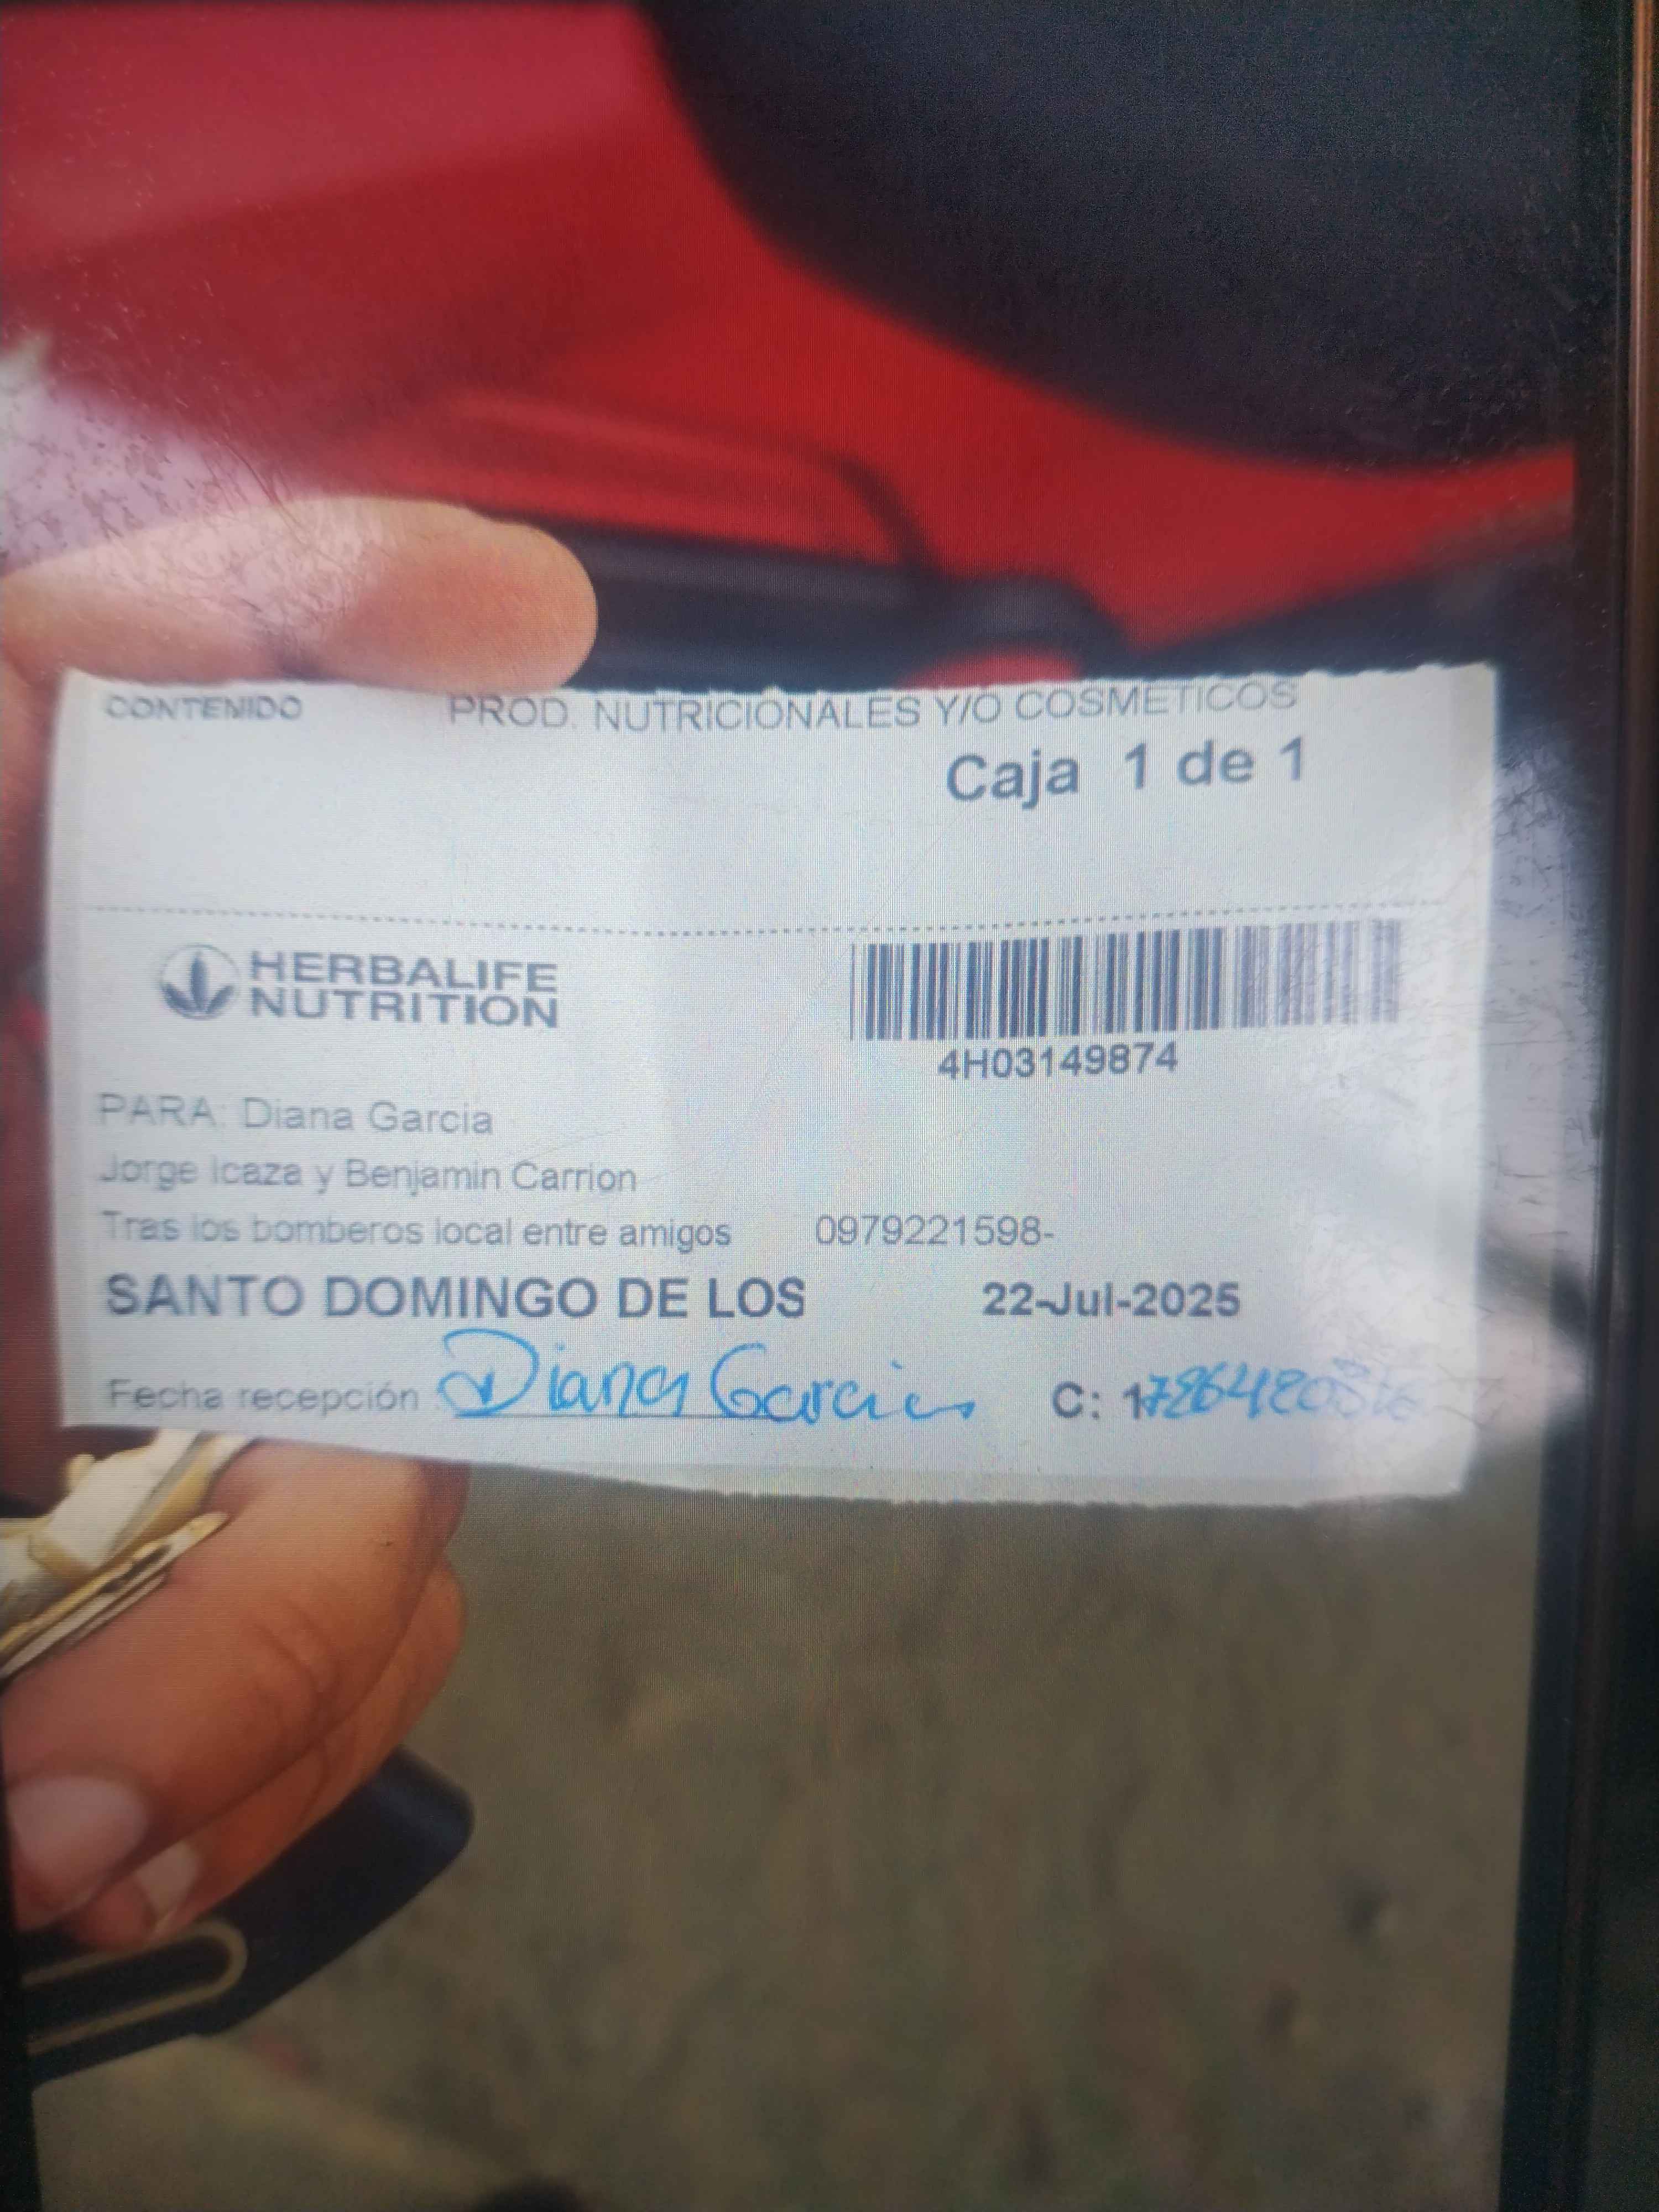 CONTENIDO PROD. NUTRICIONALES Y/O COSMETICOS
Caja 1 de 1
HERBALIFE
NUTRITION
4H03149874
PARA: Diana Garcia
Jorge Icaza y Benjamin Carrion
Tras los bomberos local entre amigos 0979221598-
SANTO DOMINGO DE LOS 22-Jul-2025
Fecha recepción Diana Garcia C: